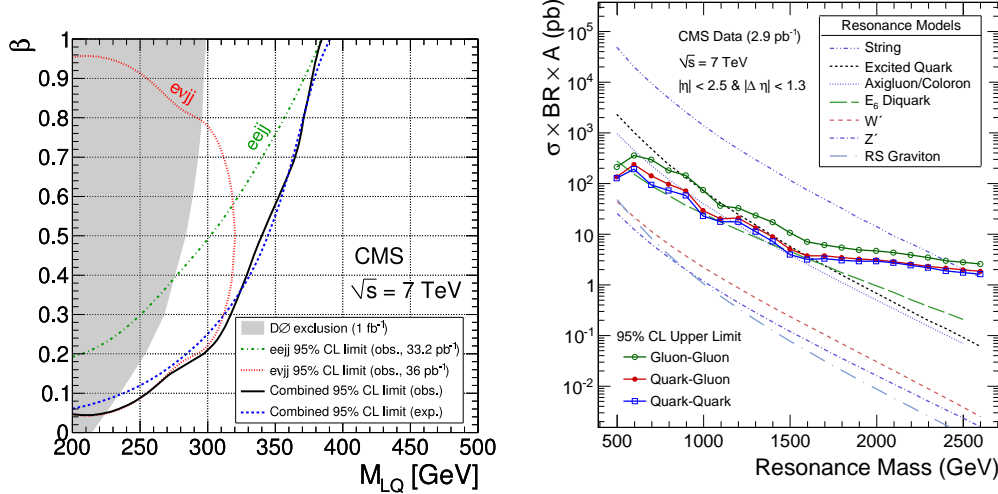 β
1
0.9
0.8
0.7
0.6
0.5
0.4
0.3
0.2
0.1
0
200 250 300 350 400 450 500
M_LQ [GeV]
eνjj
eejj
CMS
√s = 7 TeV
DØ exclusion (1 fb⁻¹)
eejj 95% CL limit (obs., 33.2 pb⁻¹)
eνjj 95% CL limit (obs., 36 pb⁻¹)
Combined 95% CL limit (obs.)
Combined 95% CL limit (exp.)
σ × BR × A (pb)
10⁵
10⁴
10³
10²
10
1
10⁻¹
10⁻²
500 1000 1500 2000 2500
Resonance Mass (GeV)
CMS Data (2.9 pb⁻¹)
√s = 7 TeV
|η| < 2.5 & |Δ η| < 1.3
Resonance Models
String
Excited Quark
Axigluon/Coloron
E₆ Diquark
W´
Z´
RS Graviton
95% CL Upper Limit
Gluon-Gluon
Quark-Gluon
Quark-Quark